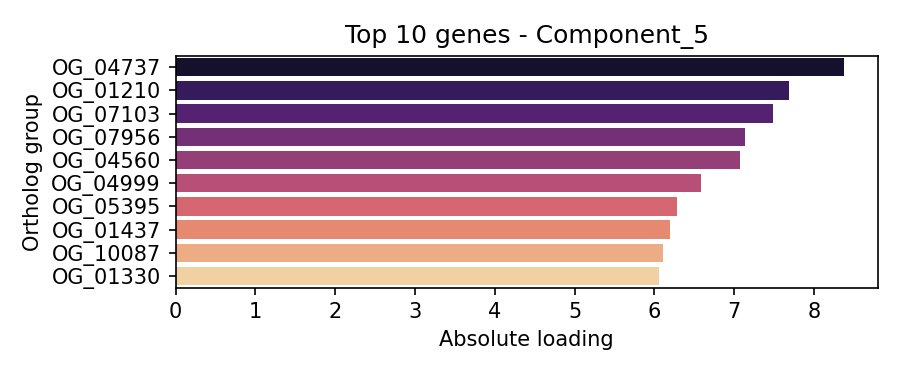 Top 10 genes - Component_5
Ortholog group
OG_04737
OG_01210
OG_07103
OG_07956
OG_04560
OG_04999
OG_05395
OG_01437
OG_10087
OG_01330
0 1 2 3 4 5 6 7 8
Absolute loading